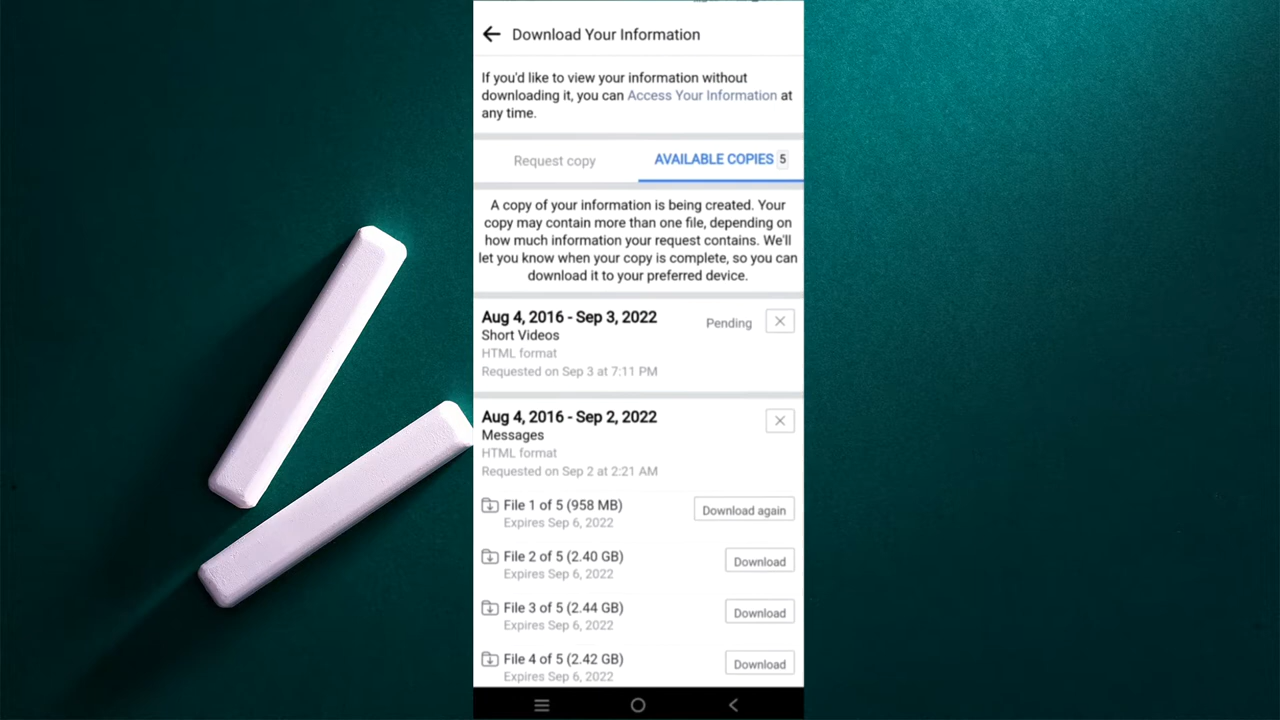 Download Your Information
If you'd like to view your information without
downloading it, you can Access Your Information at
any time.
Request copy
AVAILABLE COPIES 5
A copy of your information is being created. Your
copy may contain more than one file, depending on
how much information your request contains. We'll
let you know when your copy is complete, so you can
download it to your preferred device.
Aug 4, 2016 - Sep 3, 2022
Pending
Short Videos
HTML format
Requested on Sep 3 at 7:11 PM
Aug 4, 2016 - Sep 2, 2022
Messages
HTML format
Requested on Sep 2 at 2:21 AM
File 1 of 5 (958 MB)
Expires Sep 6, 2022
Download again
File 2 of 5 (2.40 GB)
Expires Sep 6, 2022
Download
File 3 of 5 (2.44 GB)
Expires Sep 6, 2022
Download
File 4 of 5 (2.42 GB)
Expires Sep 6, 2022
Download